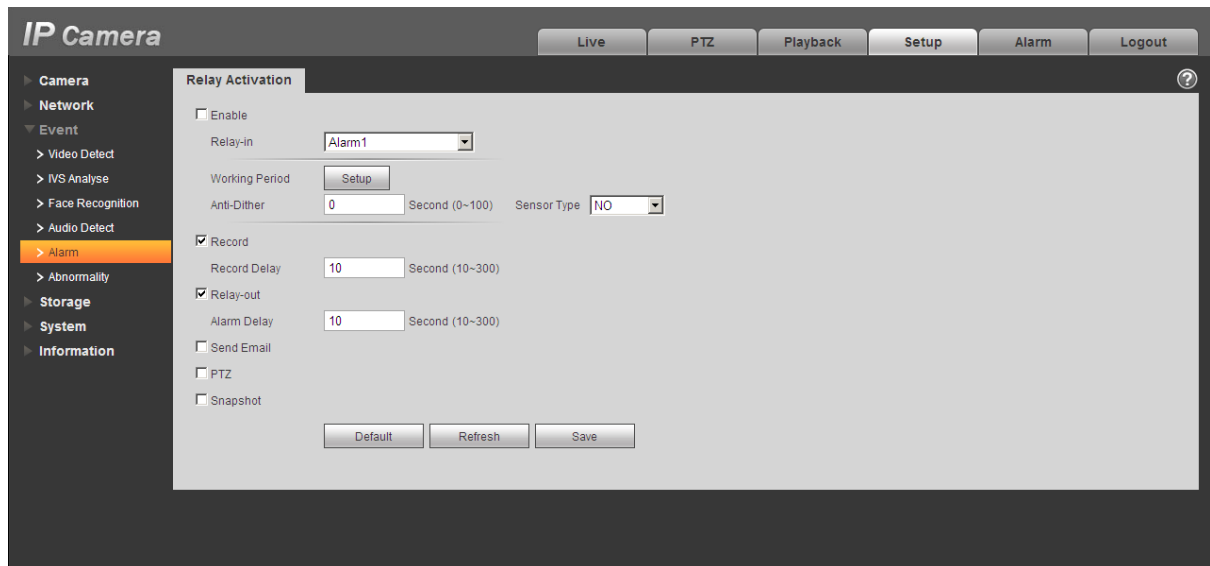 IP Camera
Live
PTZ
Playback
Setup
Alarm
Logout
Camera
Network
Event
> Video Detect
> IVS Analyse
> Face Recognition
> Audio Detect
> Alarm
> Abnormality
Storage
System
Information
Relay Activation
?
Enable
Relay-in Alarm1
Working Period Setup
Anti-Dither 0 Second (0~100) Sensor Type NO
Record
Record Delay 10 Second (10~300)
Relay-out
Alarm Delay 10 Second (10~300)
Send Email
PTZ
Snapshot
Default Refresh Save